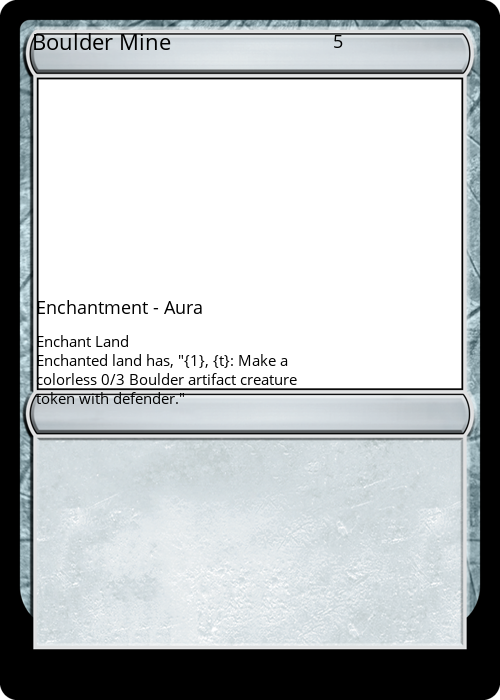 Boulder Mine 5
Enchantment - Aura
Enchant Land
Enchanted land has, "{1}, {t}: Make a
colorless 0/3 Boulder artifact creature
token with defender."